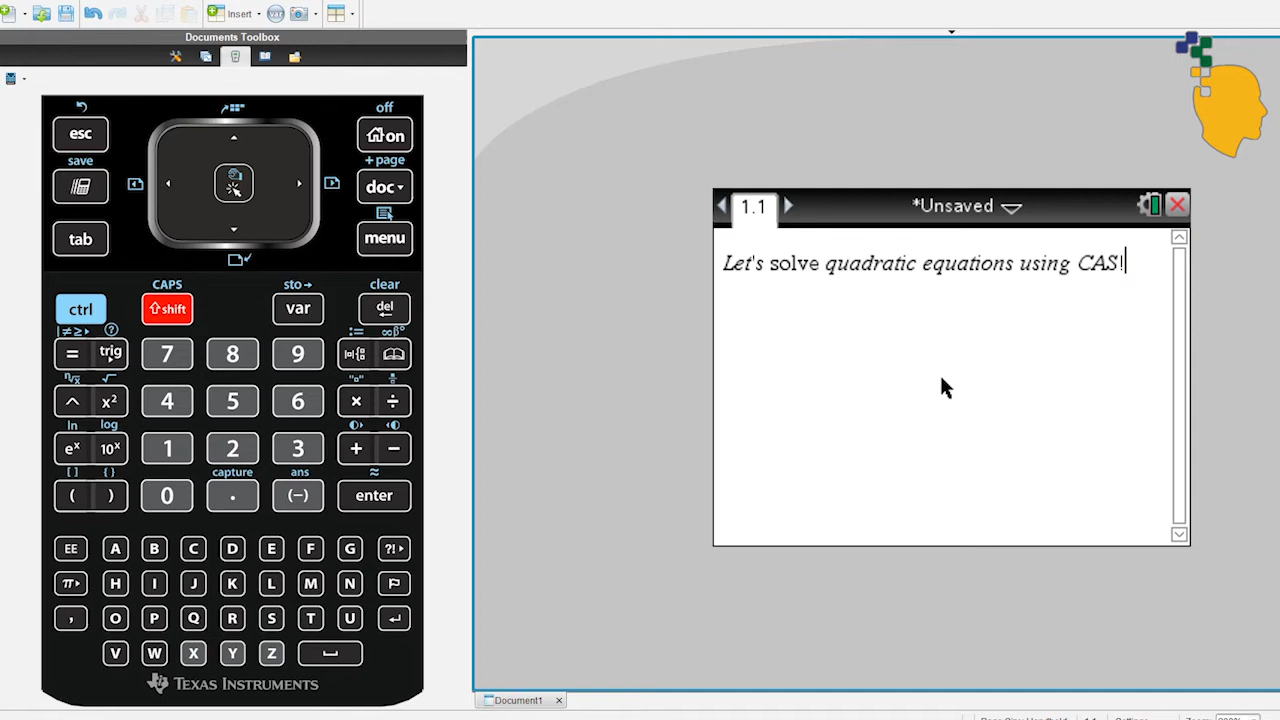 Insert
VAR
Documents Toolbox
off
esc
on
save
+ page
doc
tab
menu
CAPS
sto→
clear
ctrl
⇧shift
var
del
|≠≥▸
?
:=
∞β°
=
trig
7
8
9
ⁿ√x
√
"▫"
^
x²
4
5
6
×
÷
ln
log
eˣ
10ˣ
1
2
3
+
−
[ ]
{ }
capture
ans
≈
(
)
0
.
(−)
enter
EE
A
B
C
D
E
F
G
?!▸
π▸
H
I
J
K
L
M
N
,
O
P
Q
R
S
T
U
V
W
X
Y
Z
TEXAS INSTRUMENTS
1.1
*Unsaved
Let's solve quadratic equations using CAS!
Document1